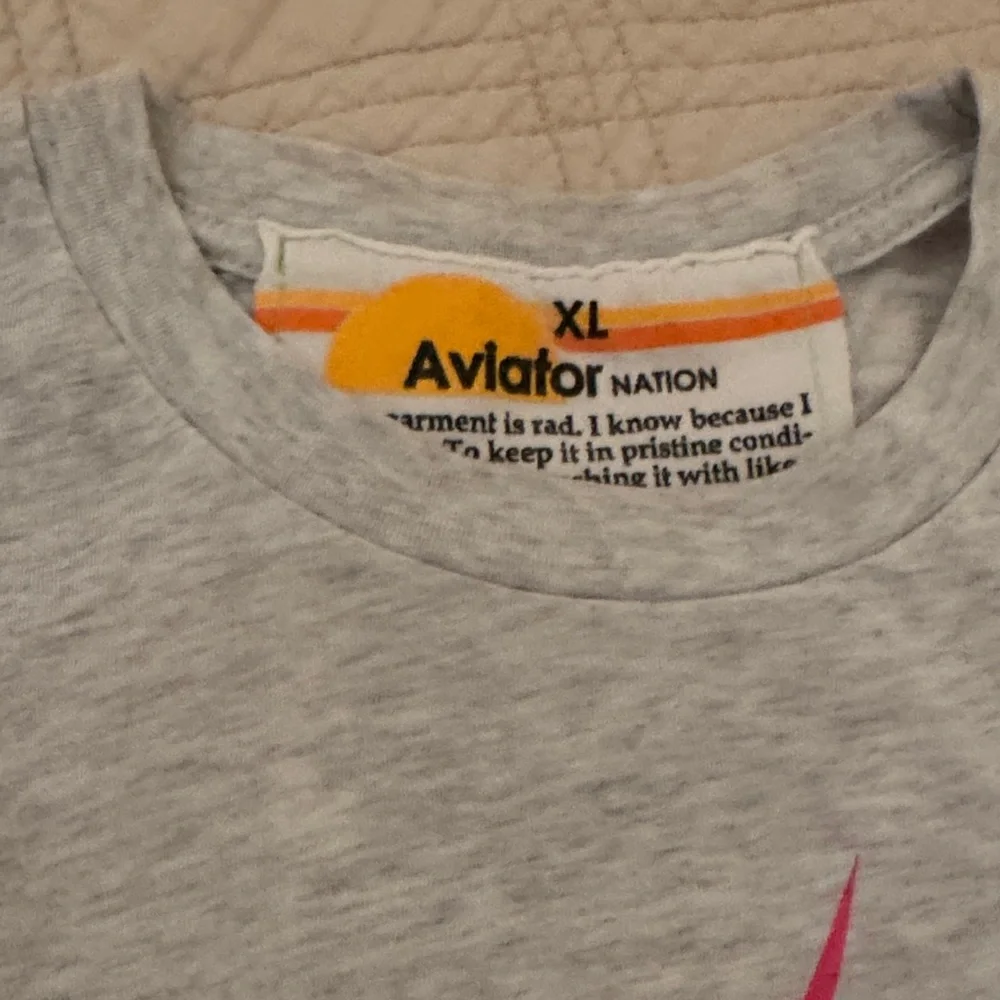 XL
Aviator NATION
garment is rad. I know because I
To keep it in pristine condi-
it with like